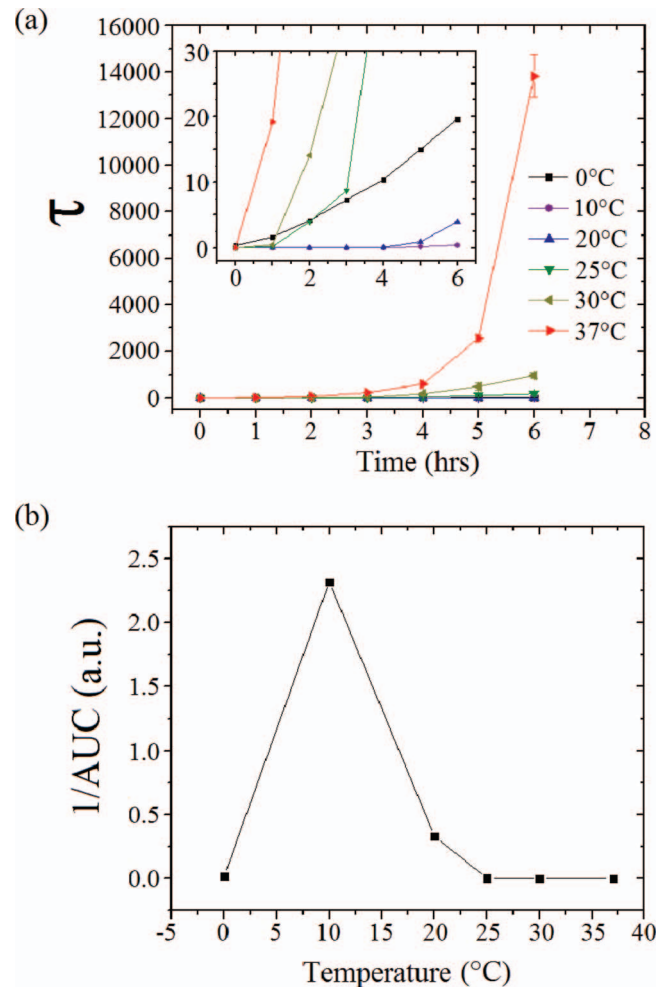 (a)
16000
14000
12000
10000
8000
6000
4000
2000
0
τ
30
20
10
0
0 2 4 6
0°C
10°C
20°C
25°C
30°C
37°C
0 1 2 3 4 5 6 7 8
Time (hrs)
(b)
2.5
2.0
1.5
1.0
0.5
0.0
1/AUC (a.u.)
-5 0 5 10 15 20 25 30 35 40
Temperature (°C)